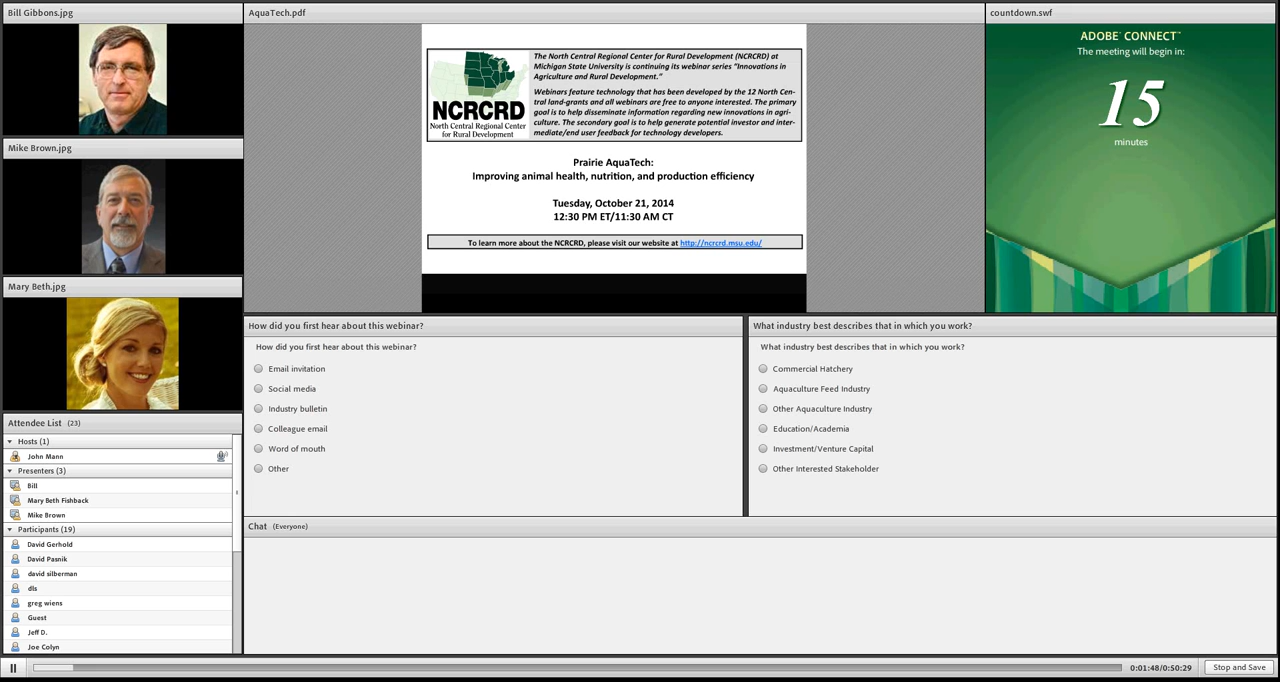 Bill Gibbons.jpg
Mike Brown.jpg
Mary Beth.jpg
Attendee List (23)
Hosts (1)
John Mann
Presenters (3)
Bill
Mary Beth Fishback
Mike Brown
Participants (19)
David Gerhold
David Pasnik
david silberman
dls
greg wiens
Guest
Jeff D.
Joe Colyn
AquaTech.pdf
NCRCRD
North Central Regional Center
for Rural Development
The North Central Regional Center for Rural Development (NCRCRD) at
Michigan State University is continuing its webinar series “Innovations in
Agriculture and Rural Development.”
Webinars feature technology that has been developed by the 12 North Cen-
tral land-grants and all webinars are free to anyone interested. The primary
goal is to help disseminate information regarding new innovations in agri-
culture. The secondary goal is to help generate potential investor and inter-
mediate/end user feedback for technology developers.
Prairie AquaTech:
Improving animal health, nutrition, and production efficiency
Tuesday, October 21, 2014
12:30 PM ET/11:30 AM CT
To learn more about the NCRCRD, please visit our website at http://ncrcrd.msu.edu/
countdown.swf
ADOBE® CONNECT™
The meeting will begin in:
15
minutes
How did you first hear about this webinar?
How did you first hear about this webinar?
Email invitation
Social media
Industry bulletin
Colleague email
Word of mouth
Other
What industry best describes that in which you work?
What industry best describes that in which you work?
Commercial Hatchery
Aquaculture Feed Industry
Other Aquaculture Industry
Education/Academia
Investment/Venture Capital
Other Interested Stakeholder
Chat (Everyone)
0:01:48/0:50:29
Stop and Save